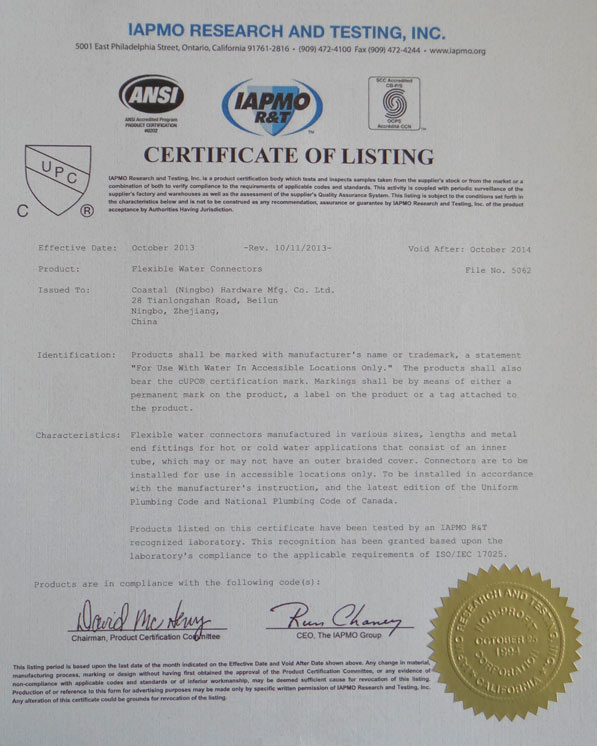 IAPMO RESEARCH AND TESTING, INC.
5001 East Philadelphia Street, Ontario, California 91761-2816 • (909) 472-4100 Fax (909) 472-4244 • www.iapmo.org
ANSI
ANSI Accredited Program
PRODUCT CERTIFICATION
#0202
IAPMO
R&T
™
SCC Accredited
CB-P/S
OCPS
Accrédité CCN
CERTIFICATE OF LISTING
UPC
C ®
IAPMO Research and Testing, Inc. is a product certification body which tests and inspects samples taken from the supplier's stock or from the market or a
combination of both to verify compliance to the requirements of applicable codes and standards. This activity is coupled with periodic surveillance of the
supplier's factory and warehouses as well as the assessment of the supplier's Quality Assurance System. This listing is subject to the conditions set forth in
the characteristics below and is not to be construed as any recommendation, assurance or guarantee by IAPMO Research and Testing, Inc. of the product
acceptance by Authorities Having Jurisdiction.
Effective Date: October 2013 -Rev. 10/11/2013- Void After: October 2014
Product: Flexible Water Connectors File No. 5062
Issued To: Coastal (Ningbo) Hardware Mfg. Co. Ltd.
28 Tianlongshan Road, Beilun
Ningbo, Zhejiang,
China
Identification: Products shall be marked with manufacturer's name or trademark, a statement
"For Use With Water In Accessible Locations Only." The products shall also
bear the cUPC® certification mark. Markings shall be by means of either a
permanent mark on the product, a label on the product or a tag attached to
the product.
Characteristics: Flexible water connectors manufactured in various sizes, lengths and metal
end fittings for hot or cold water applications that consist of an inner
tube, which may or may not have an outer braided cover. Connectors are to be
installed for use in accessible locations only. To be installed in accordance
with the manufacturer's instruction, and the latest edition of the Uniform
Plumbing Code and National Plumbing Code of Canada.
Products listed on this certificate have been tested by an IAPMO R&T
recognized laboratory. This recognition has been granted based upon the
laboratory's compliance to the applicable requirements of ISO/IEC 17025.
Products are in compliance with the following code(s):
Chairman, Product Certification Committee
CEO, The IAPMO Group
RESEARCH AND TESTING
NON-PROFIT
OCTOBER 25
1994
CORPORATION
CALIFORNIA
This listing period is based upon the last date of the month indicated on the Effective Date and Void After Date shown above. Any change in material,
manufacturing process, marking or design without having first obtained the approval of the Product Certification Committee, or any evidence of
non-compliance with applicable codes and standards or of inferior workmanship, may be deemed sufficient cause for revocation of this listing.
Production of or reference to this form for advertising purposes may be made only by specific written permission of IAPMO Research and Testing, Inc.
Any alteration of this certificate could be grounds for revocation of the listing.